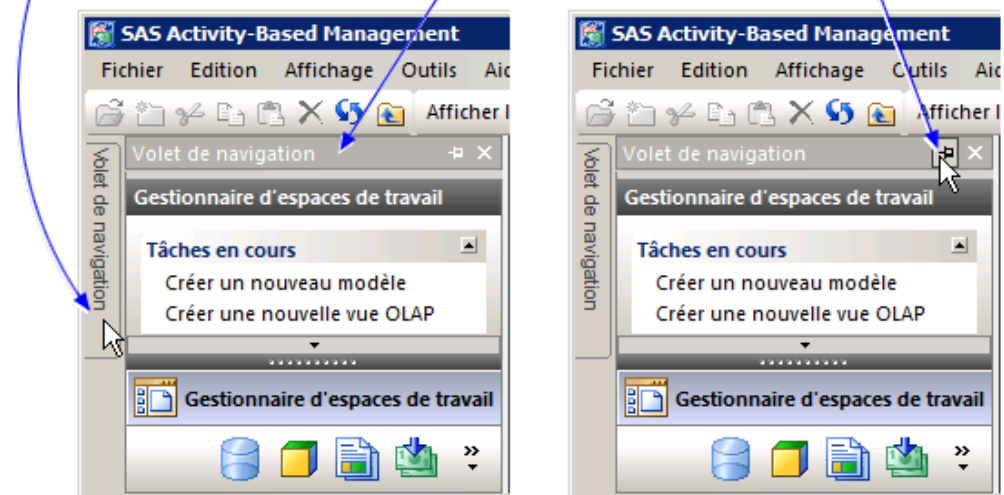 SAS Activity-Based Management
Fichier Edition Affichage Outils
Afficher
Volet de navigation
Volet de navigation
Gestionnaire d'espaces de travail
Tâches en cours
Créer un nouveau modèle
Créer une nouvelle vue OLAP
Gestionnaire d'espaces de travail
SAS Activity-Based Management
Fichier Edition Affichage Outils
Afficher
Volet de navigation
Volet de navigation
Gestionnaire d'espaces de travail
Tâches en cours
Créer un nouveau modèle
Créer une nouvelle vue OLAP
Gestionnaire d'espaces de travail